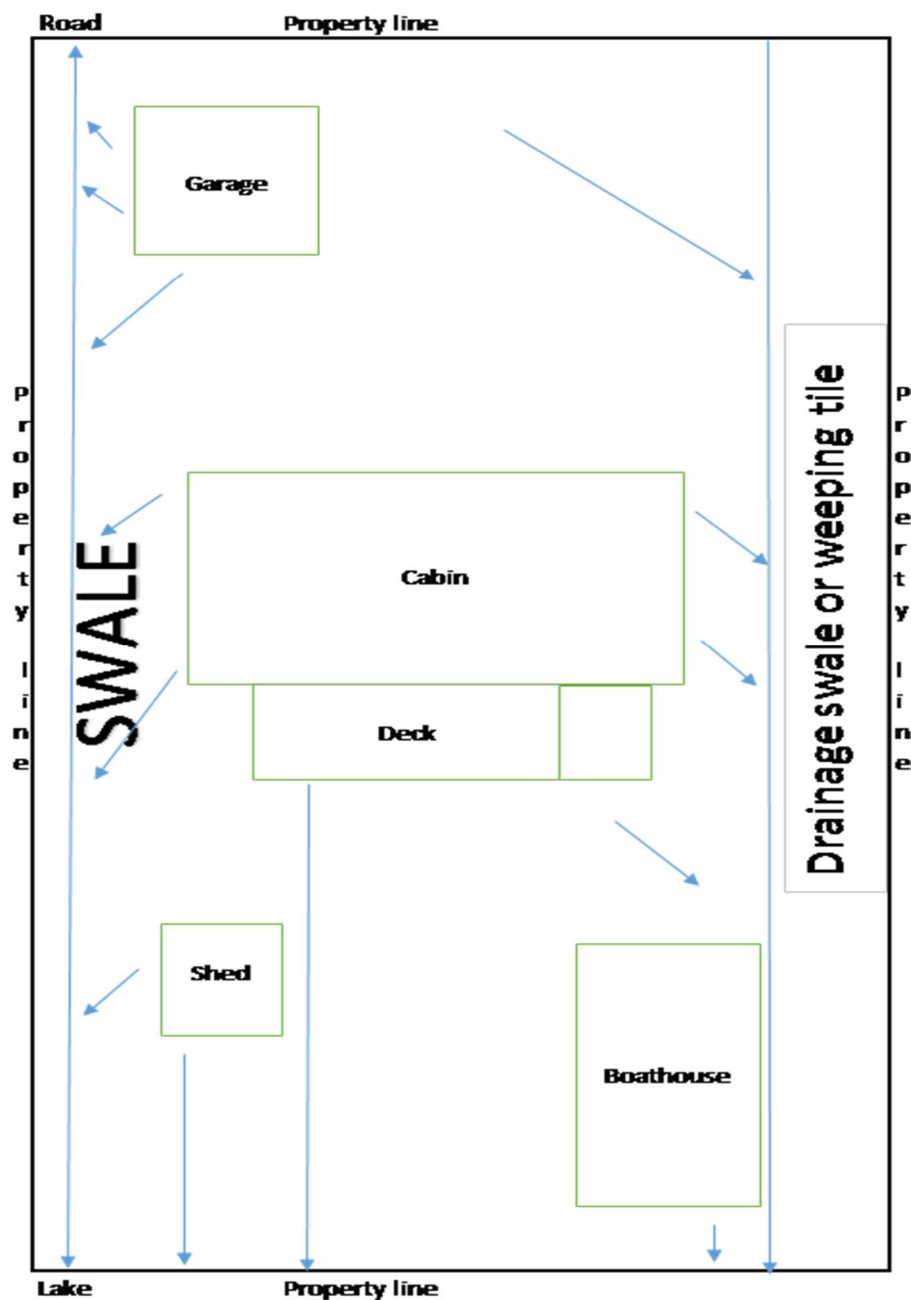 Road
Property line
Garage
Property line
SWALE
Cabin
Deck
Drainage swale or weeping tile
Property line
Shed
Boathouse
Lake
Property line